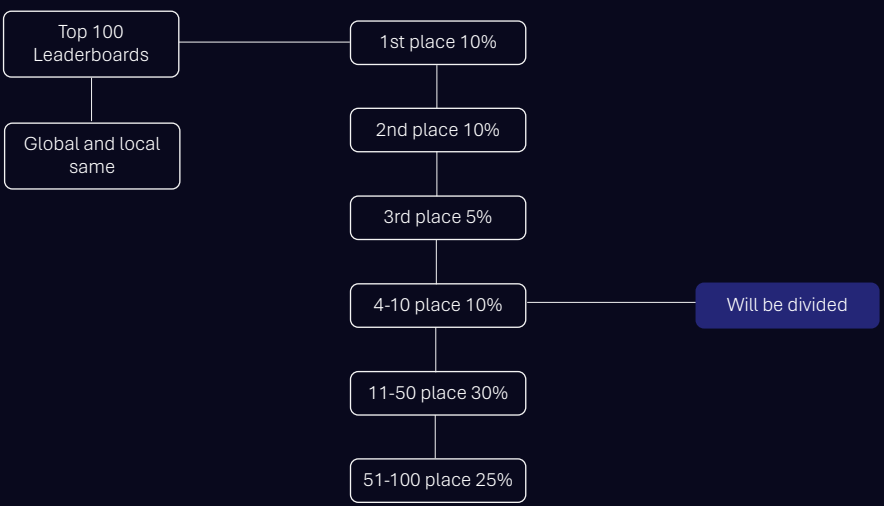 Top 100
Leaderboards
1st place 10%
2nd place 10%
Global and local
same
3rd place 5%
4-10 place 10%
Will be divided
11-50 place 30%
51-100 place 25%